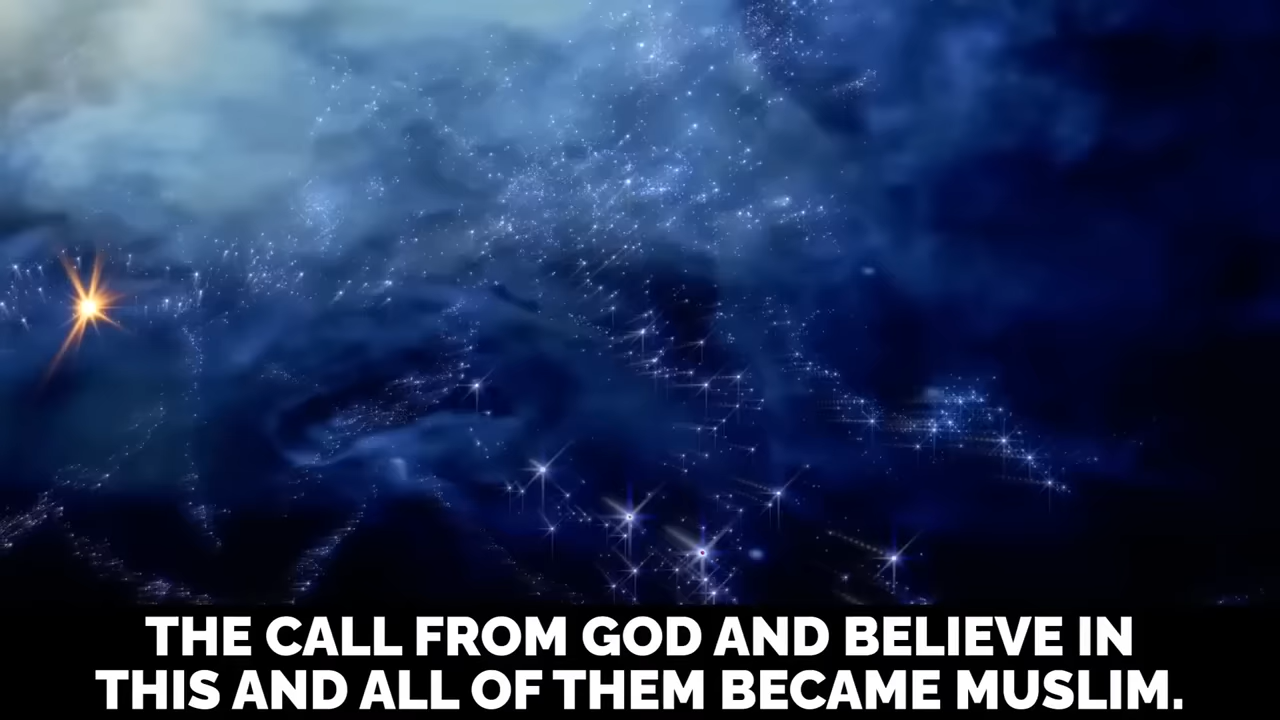 THE CALL FROM GOD AND BELIEVE IN
THIS AND ALL OF THEM BECAME MUSLIM.